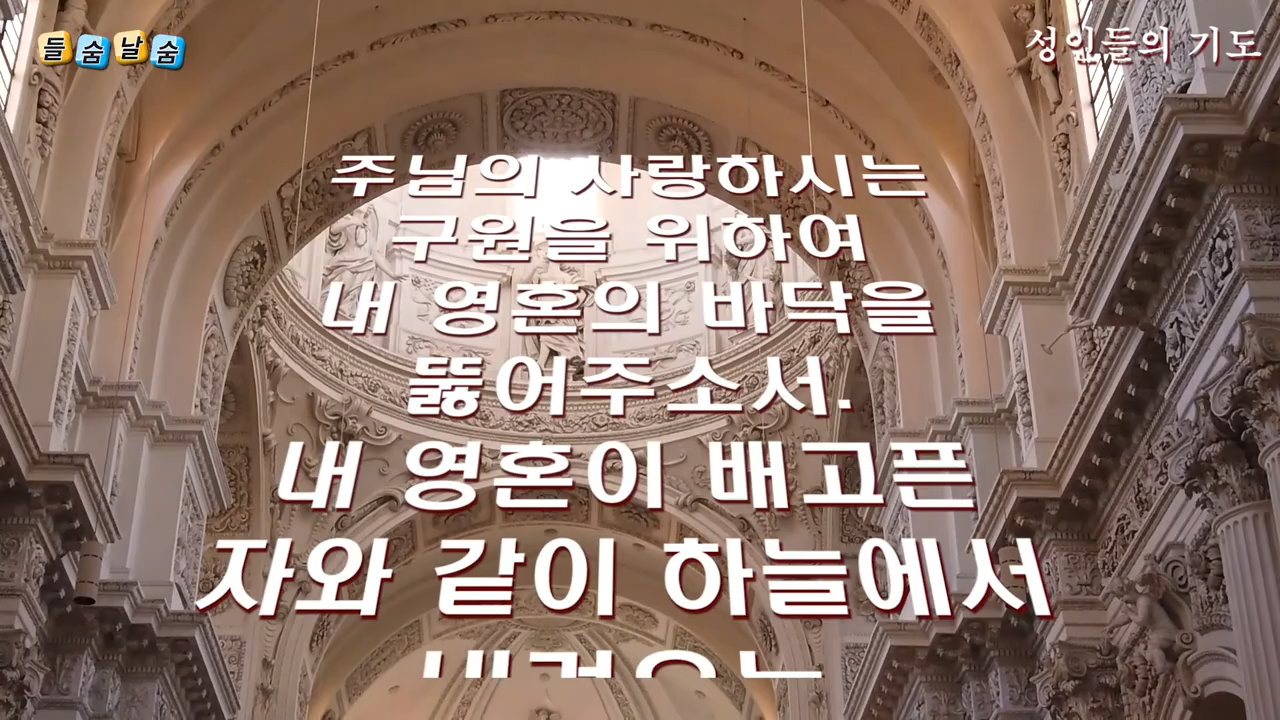 들숨날숨
성인들의 기도
주님의 사랑하시는
구원을 위하여
내 영혼의 바닥을
뚫어주소서.
내 영혼이 배고픈
자와 같이 하늘에서